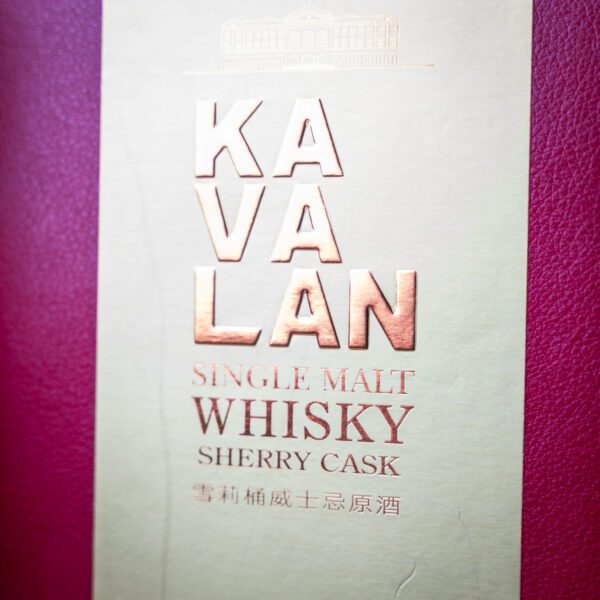 KA
VA
LAN
SINGLE MALT
WHISKY
SHERRY CASK
雪莉桶威士忌原酒